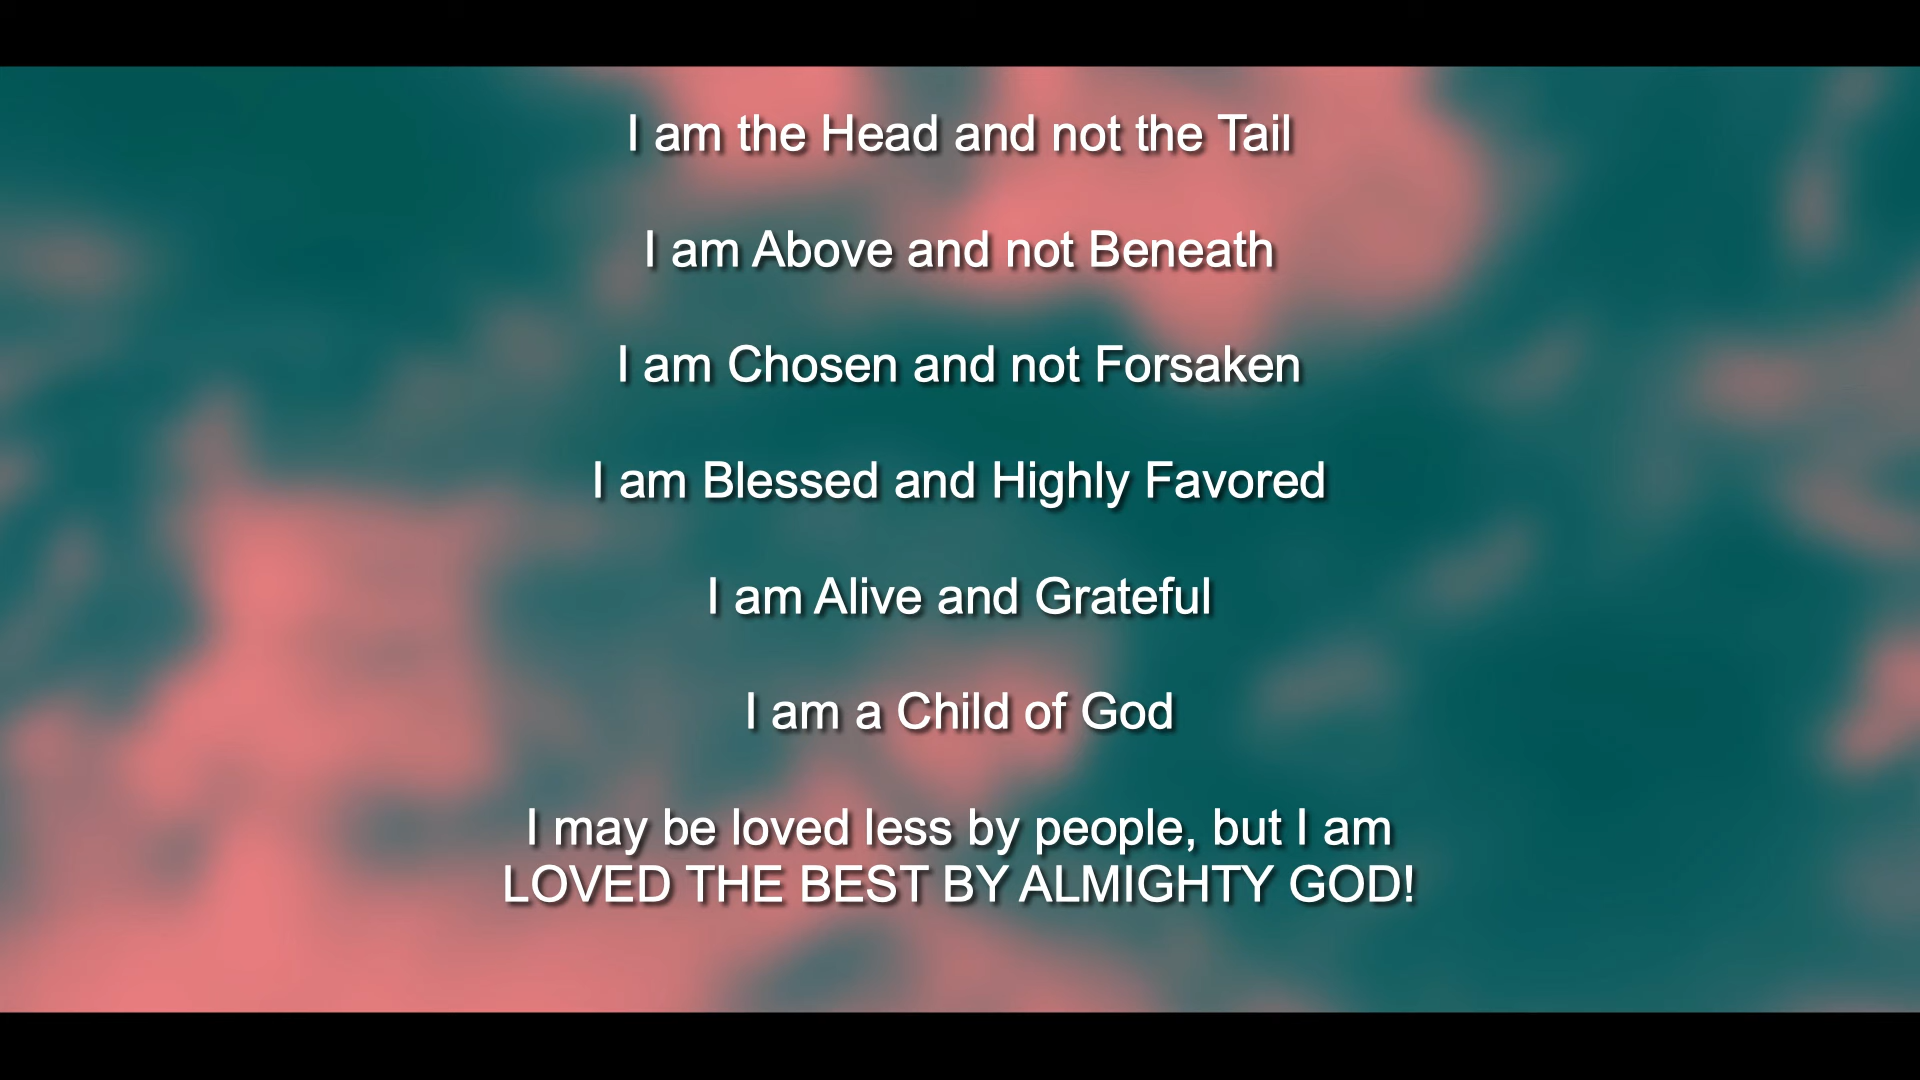 I am the Head and not the Tail
I am Above and not Beneath
I am Chosen and not Forsaken
I am Blessed and Highly Favored
I am Alive and Grateful
I am a Child of God
I may be loved less by people, but I am
LOVED THE BEST BY ALMIGHTY GOD!